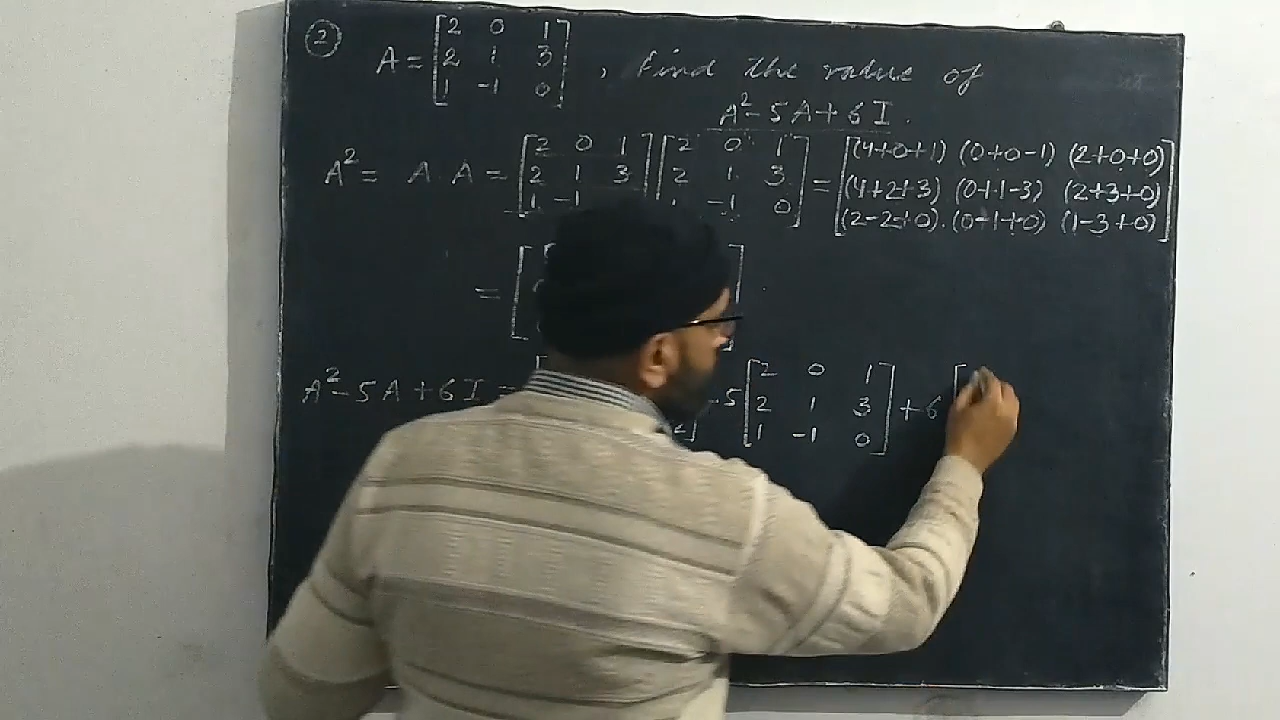 ② A = [2 0 1
2 1 3
1 -1 0] , find the value of
A² - 5A + 6I.
A² = A . A = [2 0 1
2 1 3
1 -1] [2 0 1
2 1 3
-1 0] = [(4+0+1) (0+0-1) (2+0+0)
(4+2+3) (0+1-3) (2+3+0)
(2-2+0) . (0-1+0) (1-3+0)]
= [ ]
A² - 5A + 6I = [ ] - 5 [2 0 1
2 1 3
1 -1 0] + 6 [